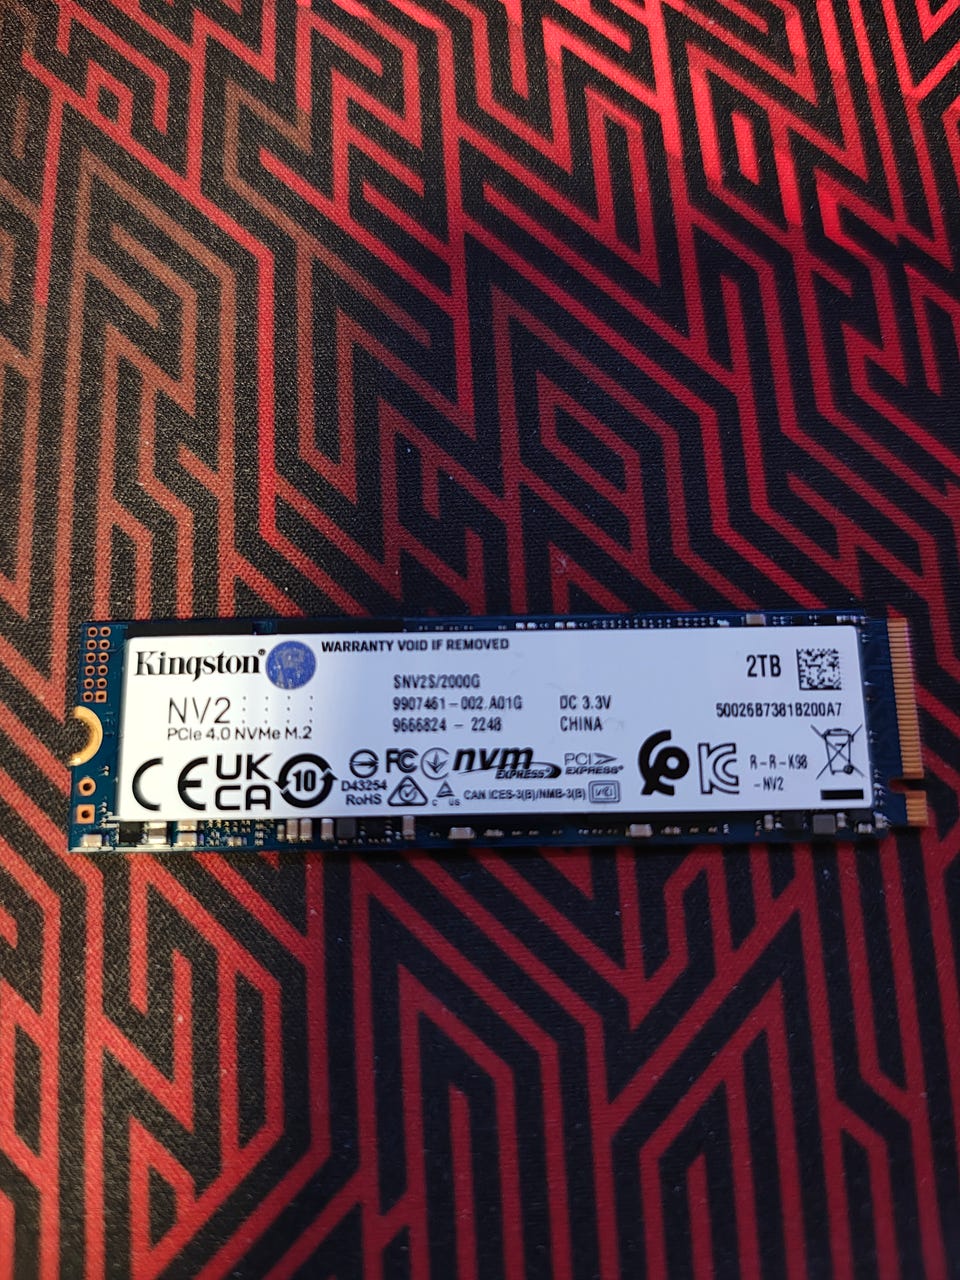 Kingston®
WARRANTY VOID IF REMOVED
2TB
NV2
PCIe 4.0 NVMe M.2
SNV2S/2000G
9907461-002.A01G
DC 3.3V
9666824 - 2248
CHINA
50026B7381B200A7
CE
UK
CA
10
D43254
RoHS
FC
nvm
EXPRESS
PCI
EXPRESS®
c us
CAN ICES-3(B)/NMB-3(B)
R-R-K98
-NV2